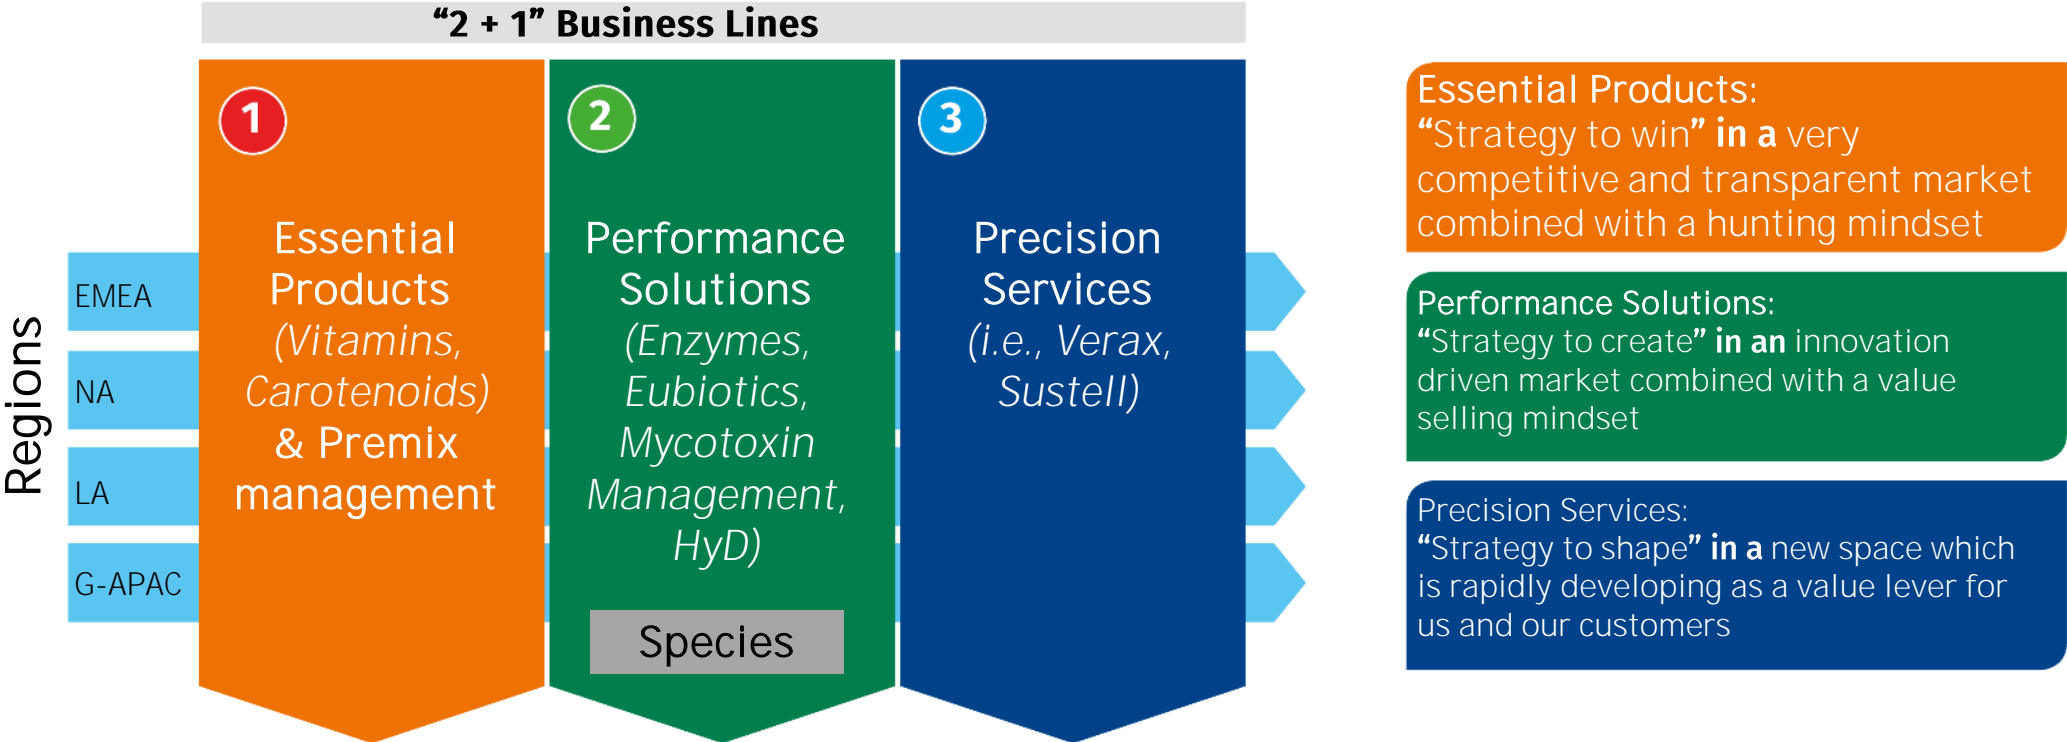 “2 + 1” Business Lines
1
Essential
Products
(Vitamins,
Carotenoids)
& Premix
management
2
Performance
Solutions
(Enzymes,
Eubiotics,
Mycotoxin
Management,
HyD)
Species
3
Precision
Services
(i.e., Verax,
Sustell)
Regions
EMEA
NA
LA
G-APAC
Essential Products:
“Strategy to win” in a very
competitive and transparent market
combined with a hunting mindset
Performance Solutions:
“Strategy to create” in an innovation
driven market combined with a value
selling mindset
Precision Services:
“Strategy to shape” in a new space which
is rapidly developing as a value lever for
us and our customers